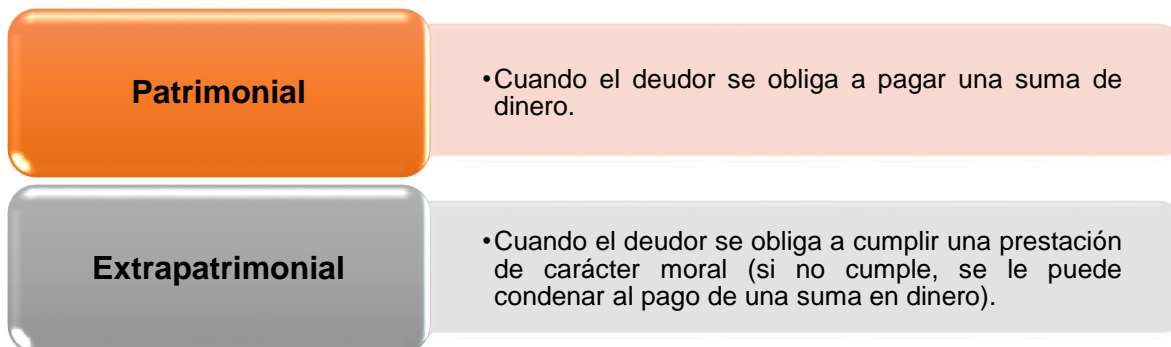 Patrimonial
•Cuando el deudor se obliga a pagar una suma de
dinero.
Extrapatrimonial
•Cuando el deudor se obliga a cumplir una prestación
de carácter moral (si no cumple, se le puede
condenar al pago de una suma en dinero).